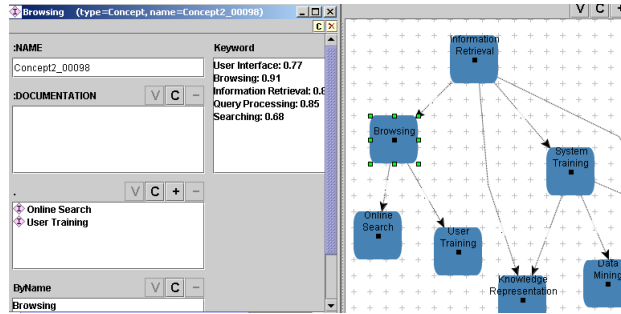 Browsing (type=Concept, name=Concept2_00098)
C
V C +
:NAME
Concept2_00098
:DOCUMENTATION
V C −
Keyword
User Interface: 0.77
Browsing: 0.91
Information Retrieval: 0.8
Query Processing: 0.85
Searching: 0.68
.
V C + −
Online Search
User Training
ByName
V C −
Browsing
Information
Retrieval
Browsing
System
Training
Online
Search
User
Training
Knowledge
Representation
Data
Mining